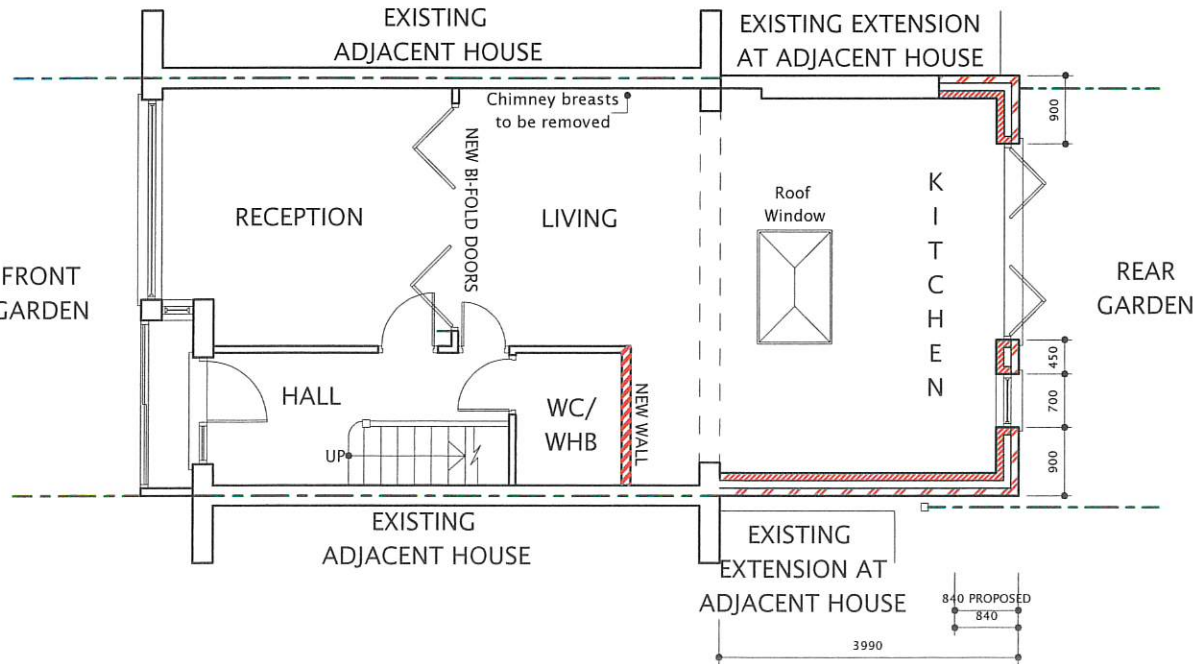 EXISTING
ADJACENT HOUSE
EXISTING EXTENSION
AT ADJACENT HOUSE
Chimney breasts
to be removed
900
NEW BI-FOLD DOORS
RECEPTION
LIVING
Roof
Window
KITCHEN
FRONT
GARDEN
REAR
GARDEN
HALL
WC/
WHB
NEW WALL
UP
450
700
900
EXISTING
ADJACENT HOUSE
EXISTING
EXTENSION AT
ADJACENT HOUSE
840 PROPOSED
840
3990